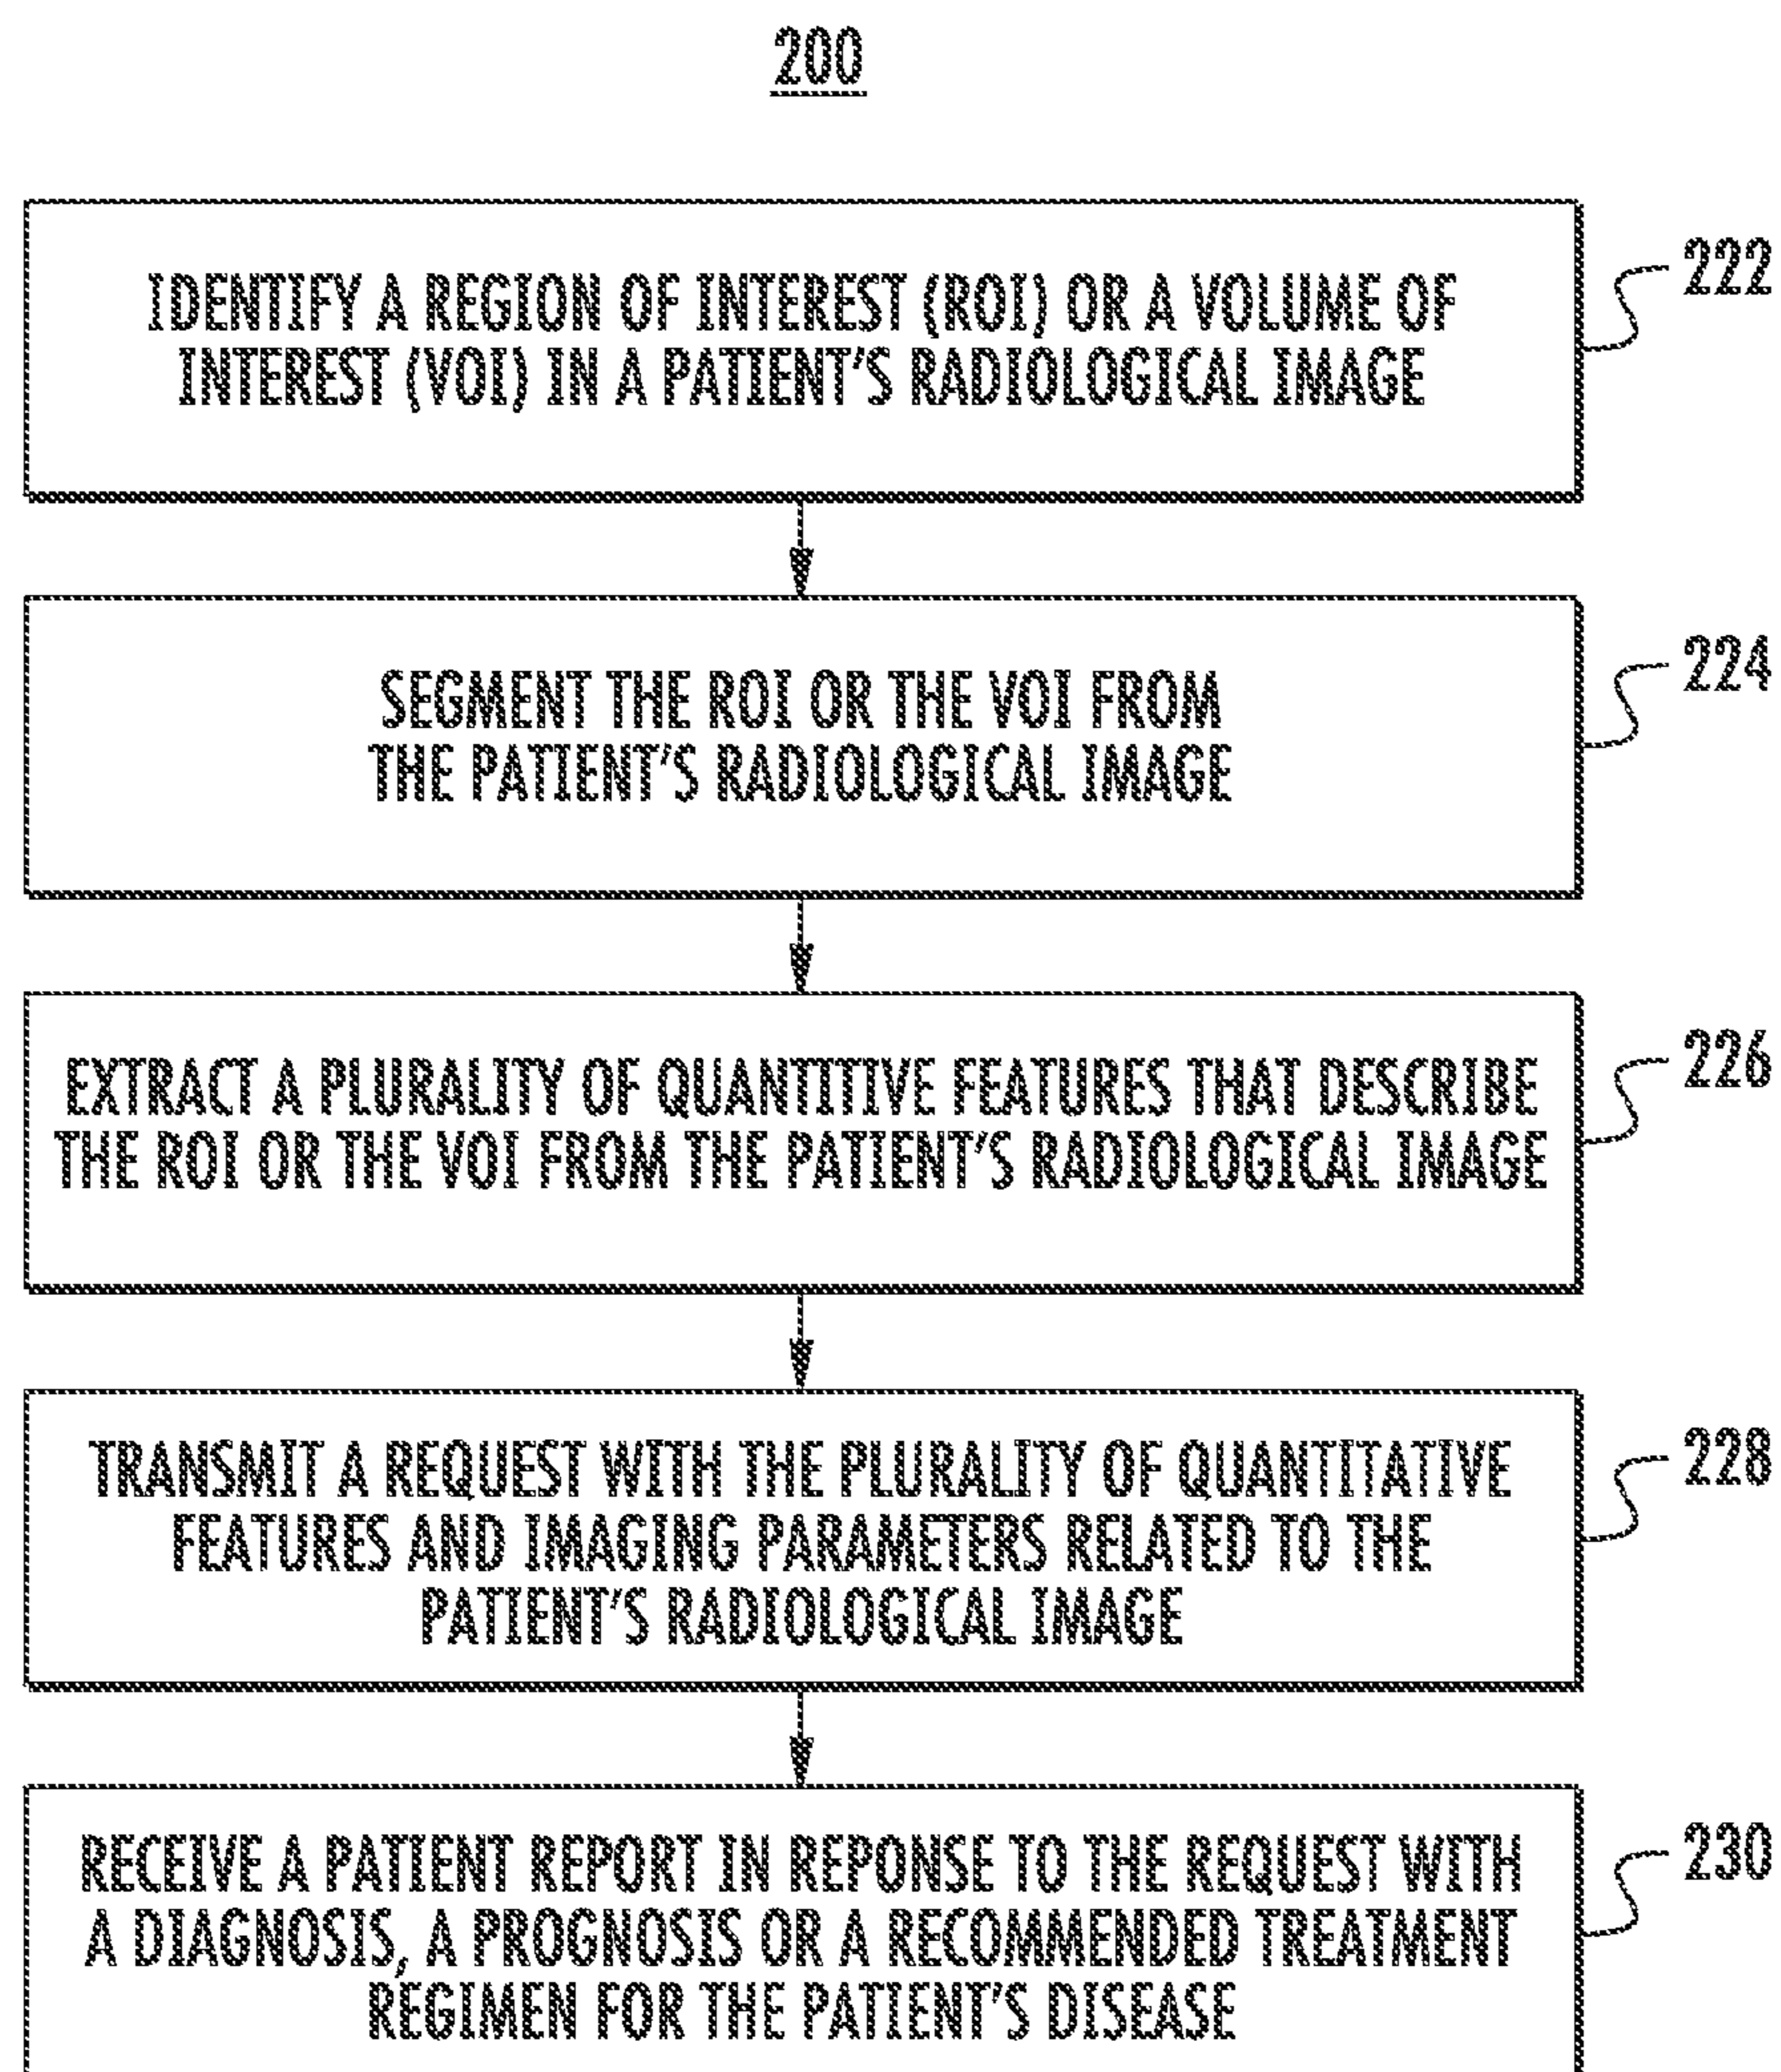 200
IDENTIFY A REGION OF INTEREST (ROI) OR A VOLUME OF
INTEREST (VOI) IN A PATIENT'S RADIOLOGICAL IMAGE
222
SEGMENT THE ROI OR THE VOI FROM
THE PATIENT'S RADIOLOGICAL IMAGE
224
EXTRACT A PLURALITY OF QUANTITIVE FEATURES THAT DESCRIBE
THE ROI OR THE VOI FROM THE PATIENT'S RADIOLOGICAL IMAGE
226
TRANSMIT A REQUEST WITH THE PLURALITY OF QUANTITATIVE
FEATURES AND IMAGING PARAMETERS RELATED TO THE
PATIENT'S RADIOLOGICAL IMAGE
228
RECEIVE A PATIENT REPORT IN REPONSE TO THE REQUEST WITH
A DIAGNOSIS, A PROGNOSIS OR A RECOMMENDED TREATMENT
REGIMEN FOR THE PATIENT'S DISEASE
230